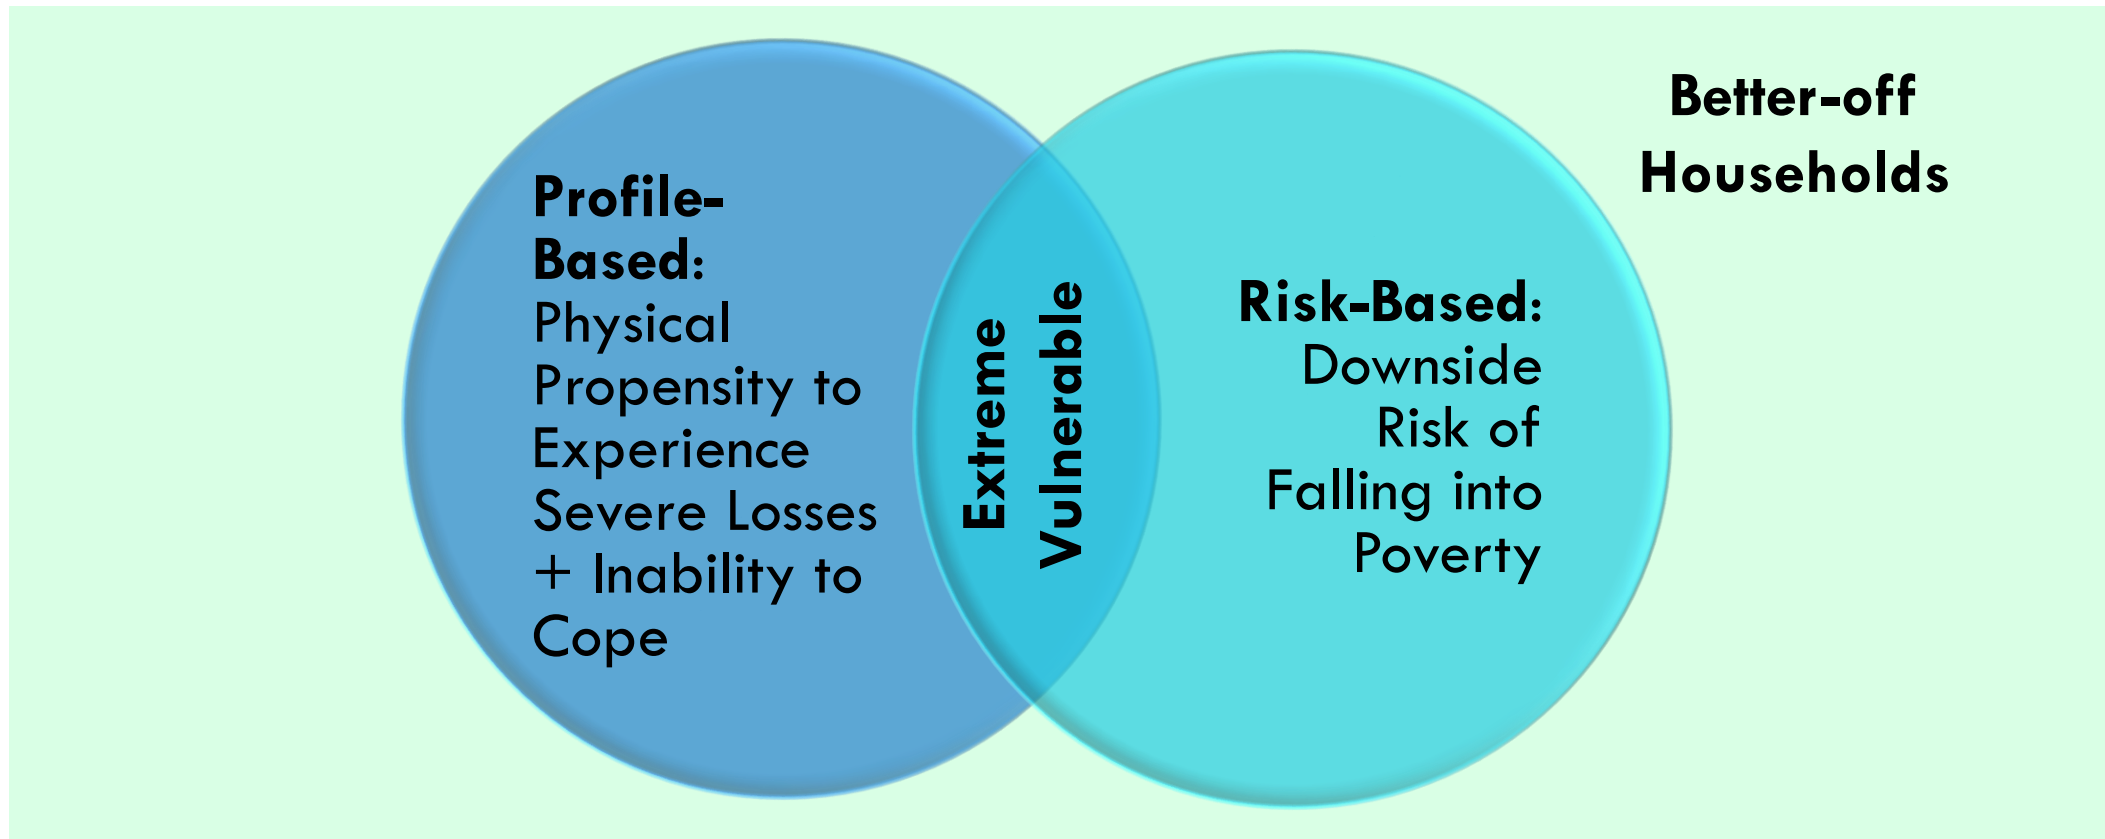 Profile-
Based:
Physical
Propensity to
Experience
Severe Losses
+ Inability to
Cope
Extreme
Vulnerable
Risk-Based:
Downside
Risk of
Falling into
Poverty
Better-off
Households